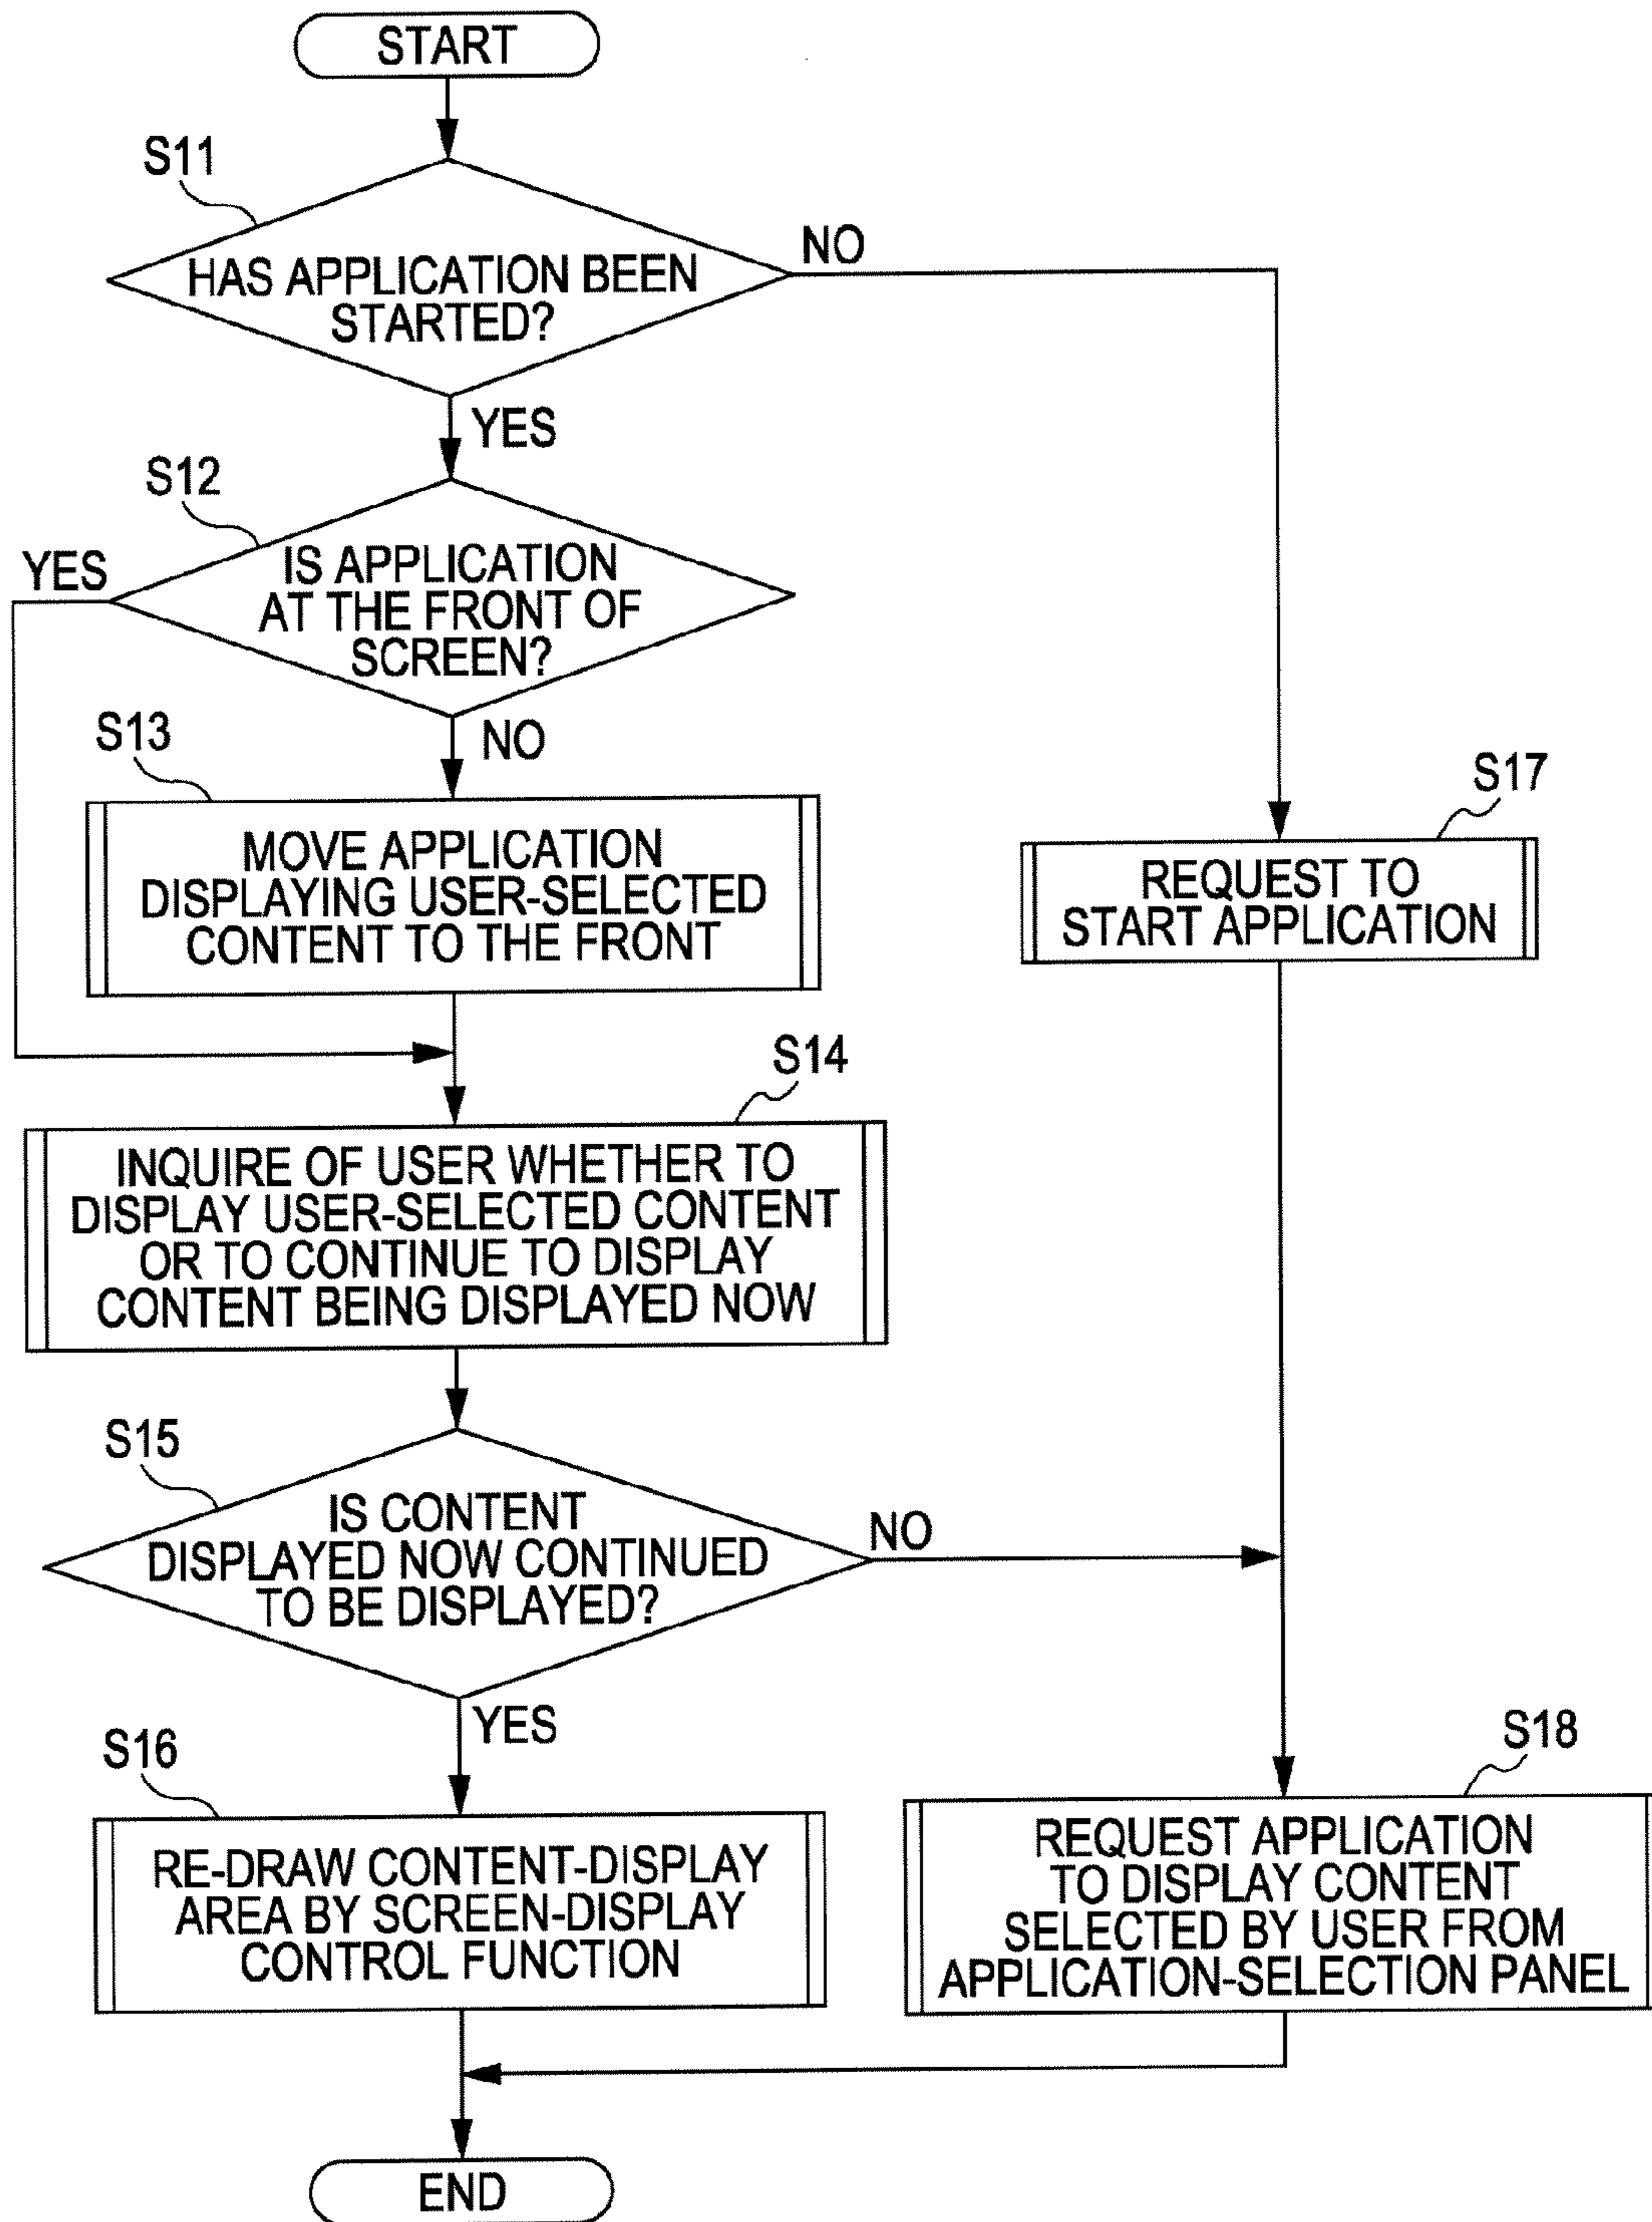 START
S11
HAS APPLICATION BEEN
STARTED?
NO
YES
S12
YES
IS APPLICATION
AT THE FRONT OF
SCREEN?
NO
S13
MOVE APPLICATION
DISPLAYING USER-SELECTED
CONTENT TO THE FRONT
S17
REQUEST TO
START APPLICATION
S14
INQUIRE OF USER WHETHER TO
DISPLAY USER-SELECTED CONTENT
OR TO CONTINUE TO DISPLAY
CONTENT BEING DISPLAYED NOW
S15
IS CONTENT
DISPLAYED NOW CONTINUED
TO BE DISPLAYED?
NO
YES
S16
RE-DRAW CONTENT-DISPLAY
AREA BY SCREEN-DISPLAY
CONTROL FUNCTION
S18
REQUEST APPLICATION
TO DISPLAY CONTENT
SELECTED BY USER FROM
APPLICATION-SELECTION PANEL
END